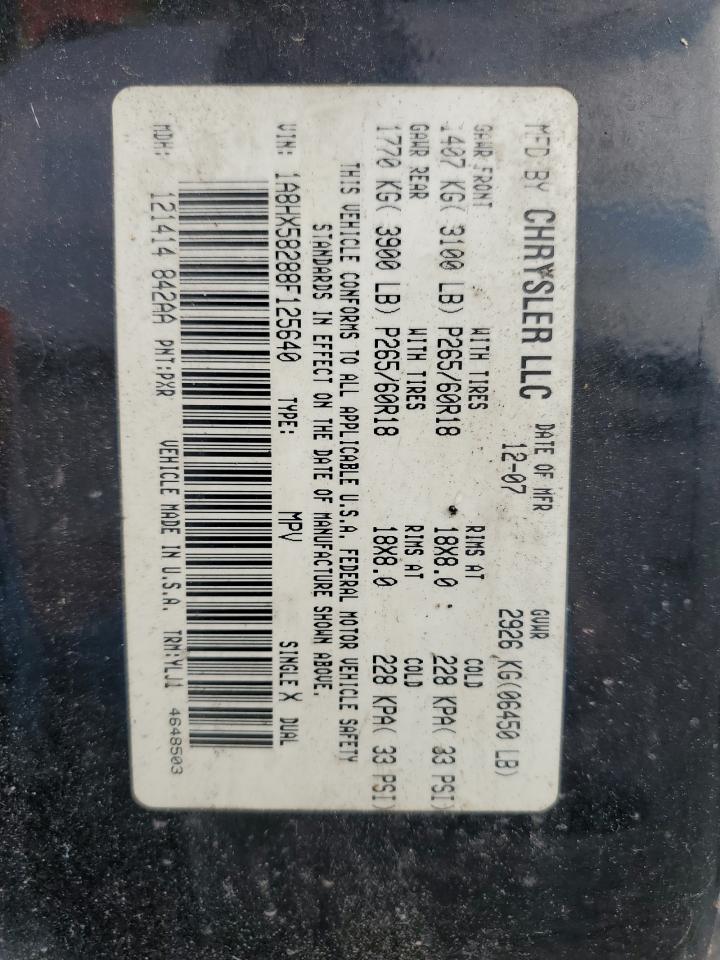 MFD BY CHRYSLER LLC DATE OF MFR GVWR
12-07 2926 KG(06450 LB)
GAWR FRONT WITH TIRES RIMS AT COLD
1407 KG( 3100 LB) P265/60R18 18X8.0 228 KPA( 33 PSI)
GAWR REAR WITH TIRES RIMS AT COLD
1770 KG( 3900 LB) P265/60R18 18X8.0 228 KPA( 33 PSI)
THIS VEHICLE CONFORMS TO ALL APPLICABLE U.S.A. FEDERAL MOTOR VEHICLE SAFETY
STANDARDS IN EFFECT ON THE DATE OF MANUFACTURE SHOWN ABOVE.
VIN: 1A8HX58288F125640 TYPE: MPV SINGLE X DUAL
MDH: 121414 842AA PNT:PXR VEHICLE MADE IN U.S.A. TRM:YLJ1 4648503